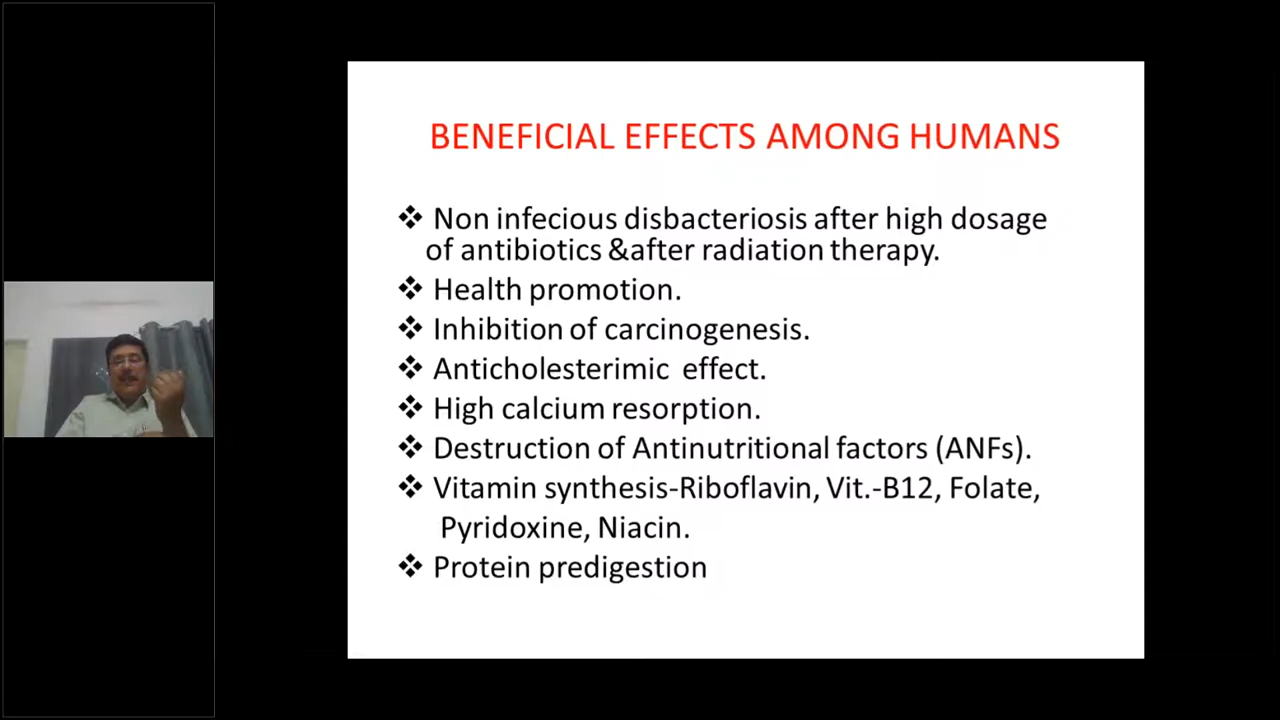 BENEFICIAL EFFECTS AMONG HUMANS
❖ Non infecious disbacteriosis after high dosage
of antibiotics &after radiation therapy.
❖ Health promotion.
❖ Inhibition of carcinogenesis.
❖ Anticholesterimic effect.
❖ High calcium resorption.
❖ Destruction of Antinutritional factors (ANFs).
❖ Vitamin synthesis-Riboflavin, Vit.-B12, Folate,
Pyridoxine, Niacin.
❖ Protein predigestion